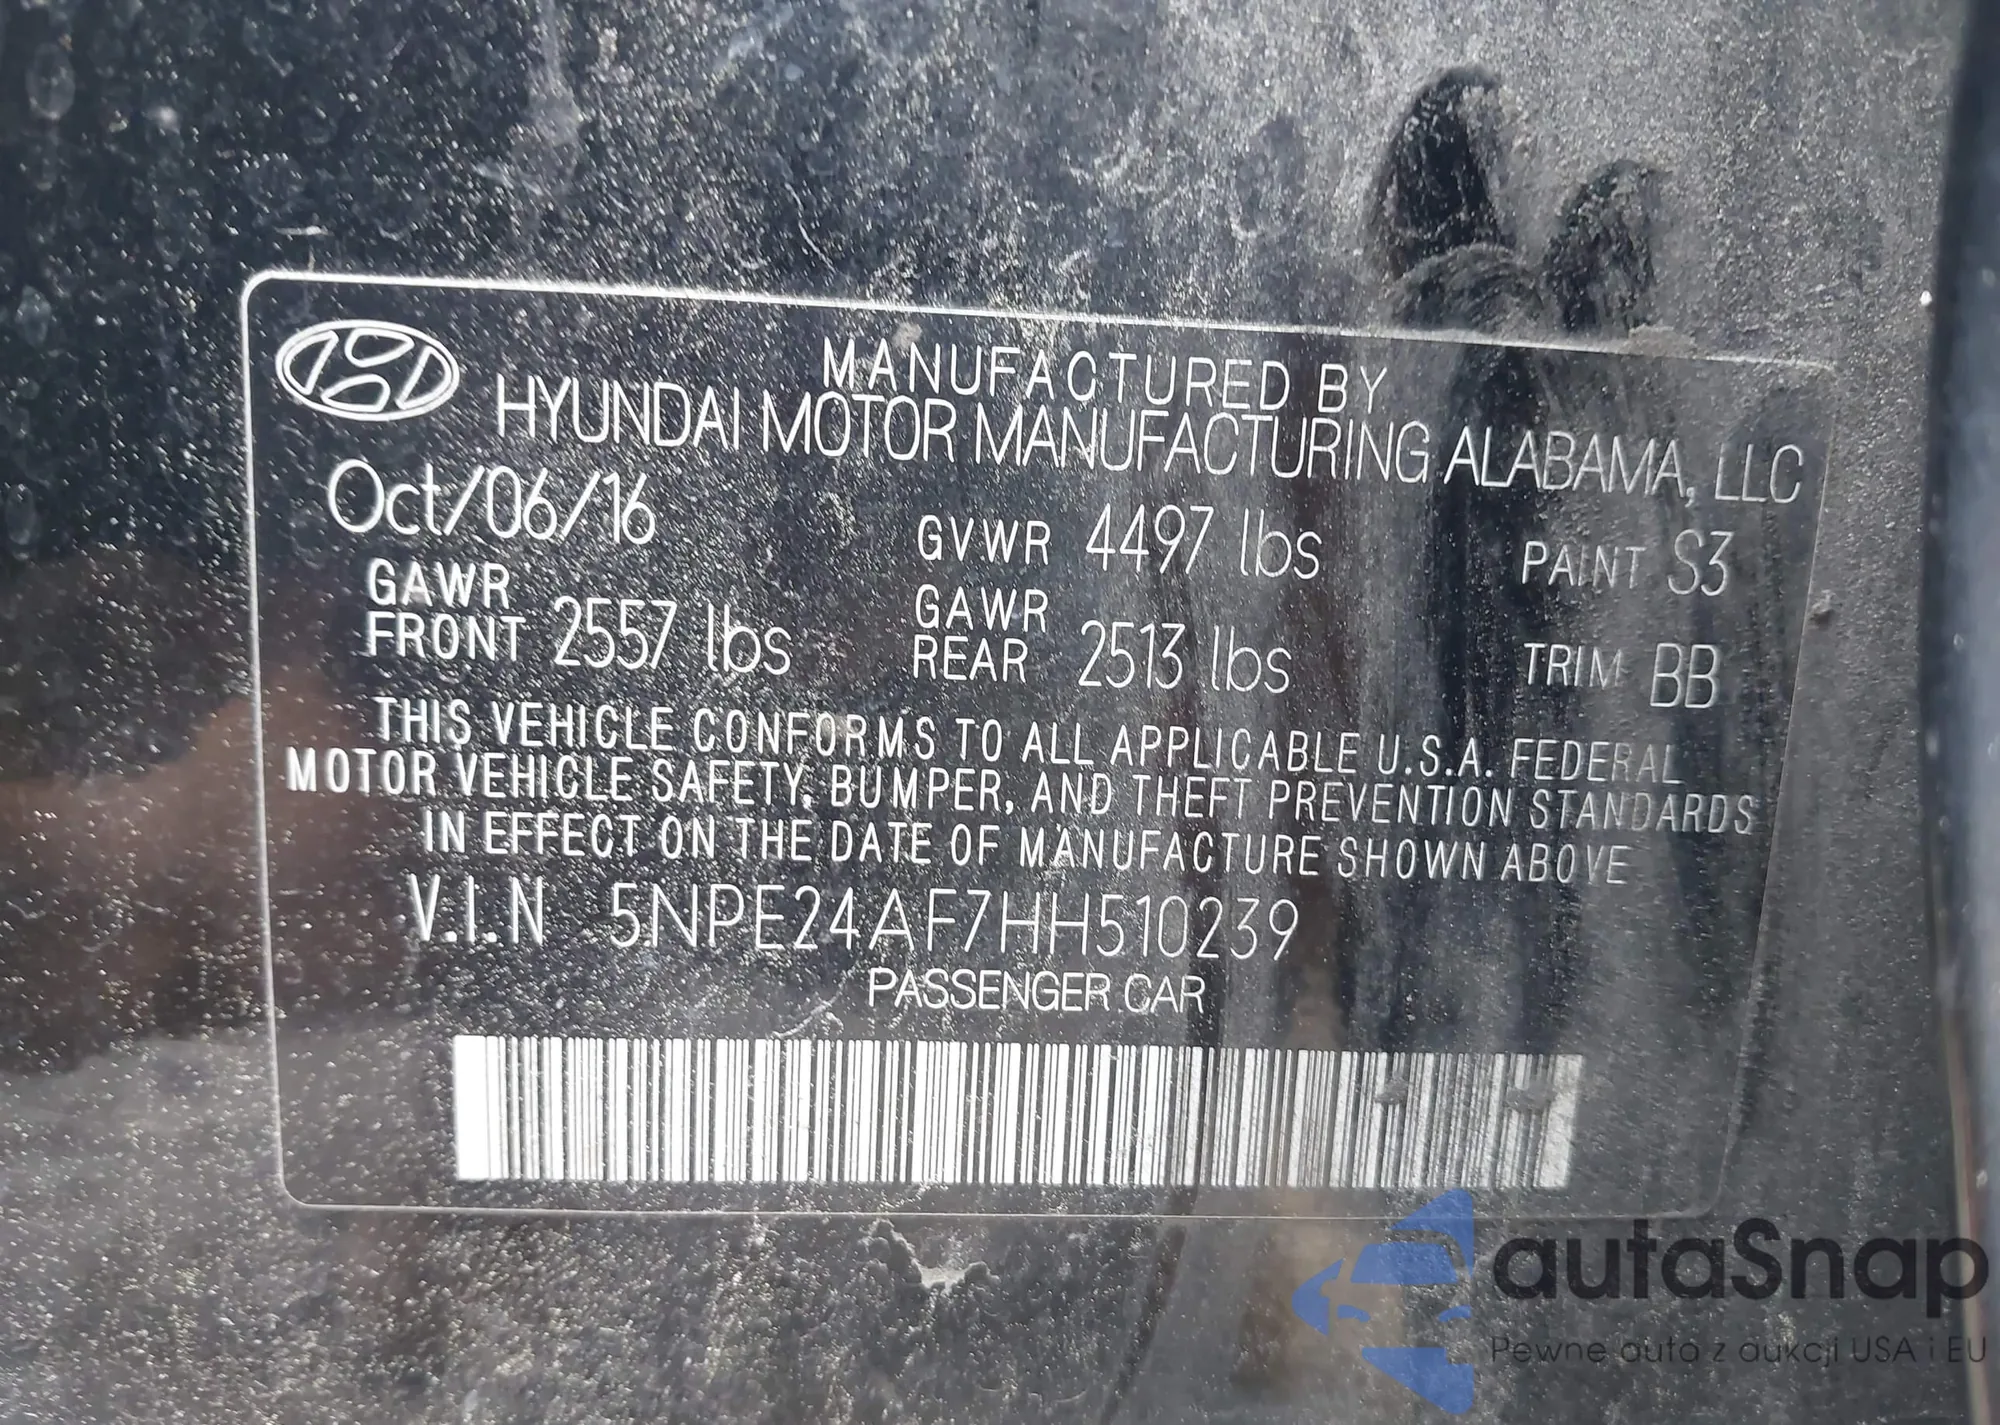 MANUFACTURED BY
HYUNDAI MOTOR MANUFACTURING ALABAMA, LLC
Oct/06/16 GVWR 4497 lbs PAINT S3
GAWR FRONT 2557 lbs GAWR REAR 2513 lbs TRIM BB
THIS VEHICLE CONFORMS TO ALL APPLICABLE U.S.A. FEDERAL
MOTOR VEHICLE SAFETY, BUMPER, AND THEFT PREVENTION STANDARDS
IN EFFECT ON THE DATE OF MANUFACTURE SHOWN ABOVE
V.I.N 5NPE24AF7HH510239
PASSENGER CAR
autaSnap
Pewne auta z aukcji USA i EU